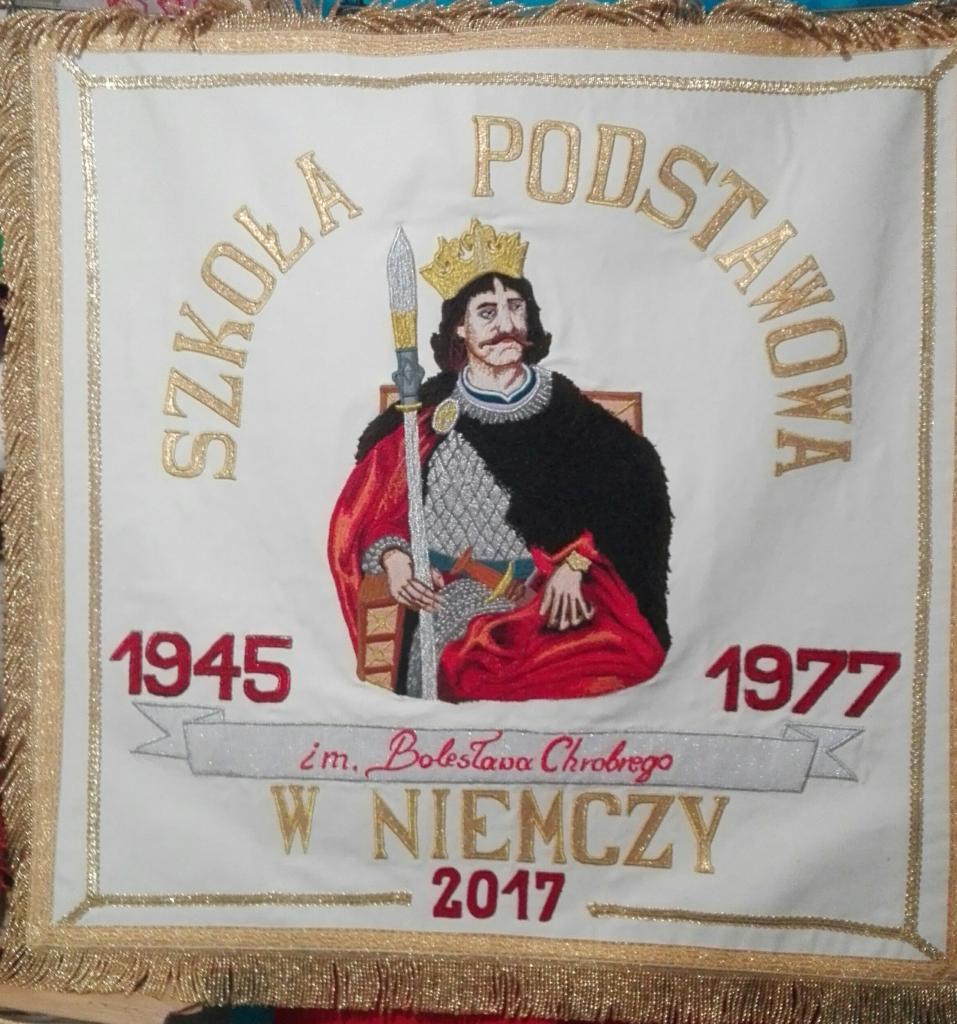 SZKOŁA PODSTAWOWA
1945 1977
im. Bolesława Chrobrego
W NIEMCZY
2017